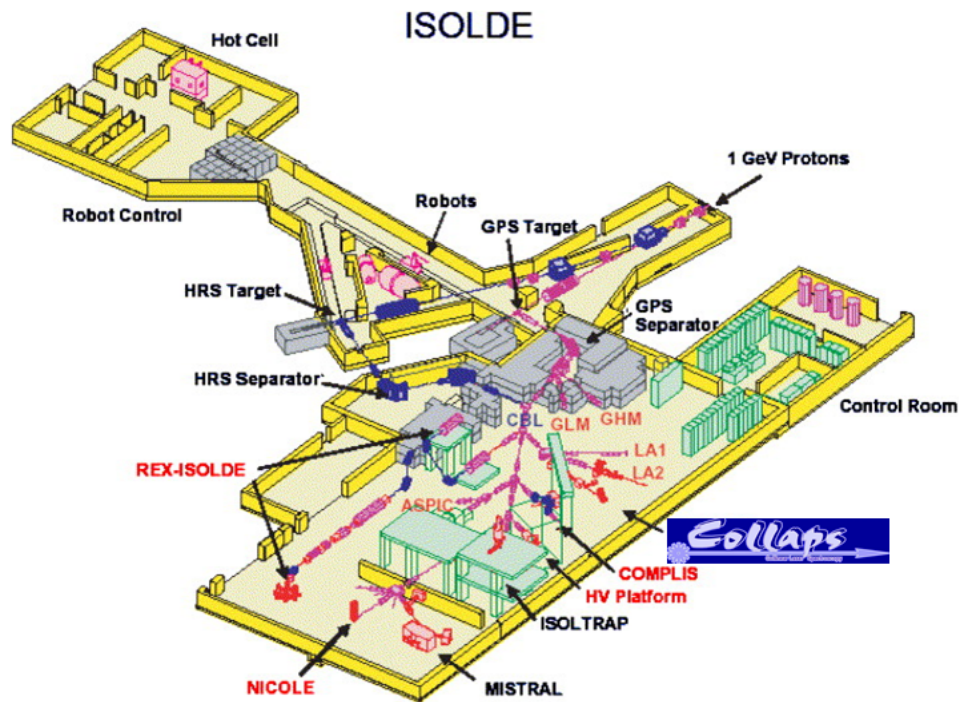 ISOLDE
Hot Cell
1 GeV Protons
Robot Control
Robots
GPS Target
HRS Target
GPS
Separator
HRS Separator
CBL
GLM
GHM
Control Room
REX-ISOLDE
LA1
LA2
ASPIC
Collaps
COMPLIS
HV Platform
ISOLTRAP
NICOLE
MISTRAL